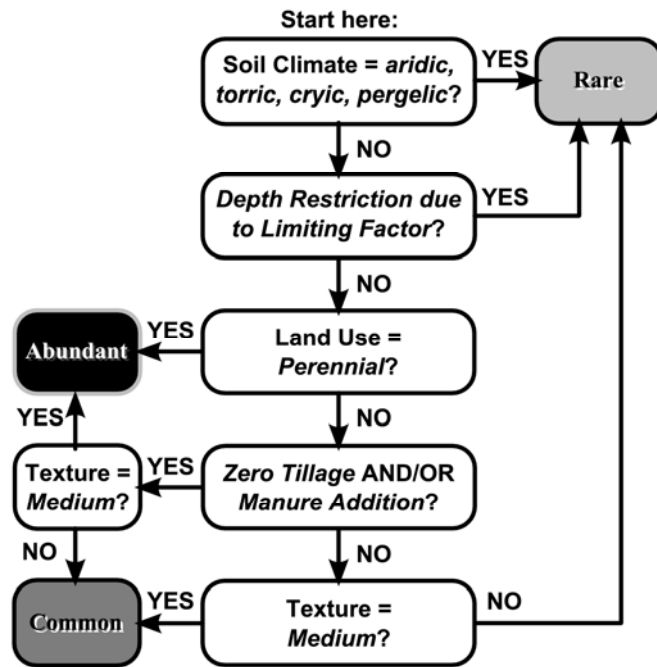 Start here:
Soil Climate = aridic,
torric, cryic, pergelic?
YES
Rare
NO
Depth Restriction due
to Limiting Factor?
YES
NO
Land Use =
Perennial?
YES
Abundant
NO
YES
Zero Tillage AND/OR
Manure Addition?
YES
Texture =
Medium?
NO
NO
Texture =
Medium?
YES
Common
NO